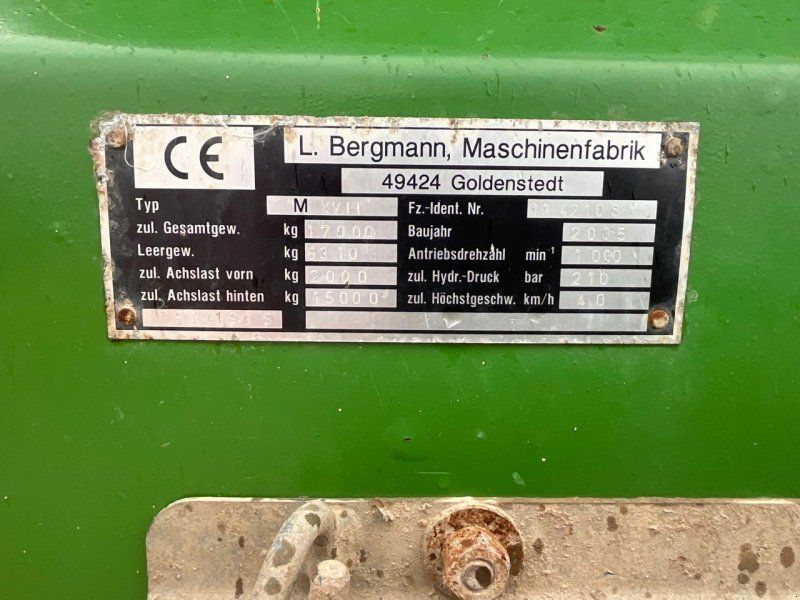 CE L. Bergmann, Maschinenfabrik
49424 Goldenstedt
Typ M Fz.-Ident. Nr.
zul. Gesamtgew. kg 17000 Baujahr 2005
Leergew. kg 6310 Antriebsdrehzahl min⁻¹ 1000
zul. Achslast vorn kg 2000 zul. Hydr.-Druck bar 210
zul. Achslast hinten kg 15000 zul. Höchstgeschw. km/h 40